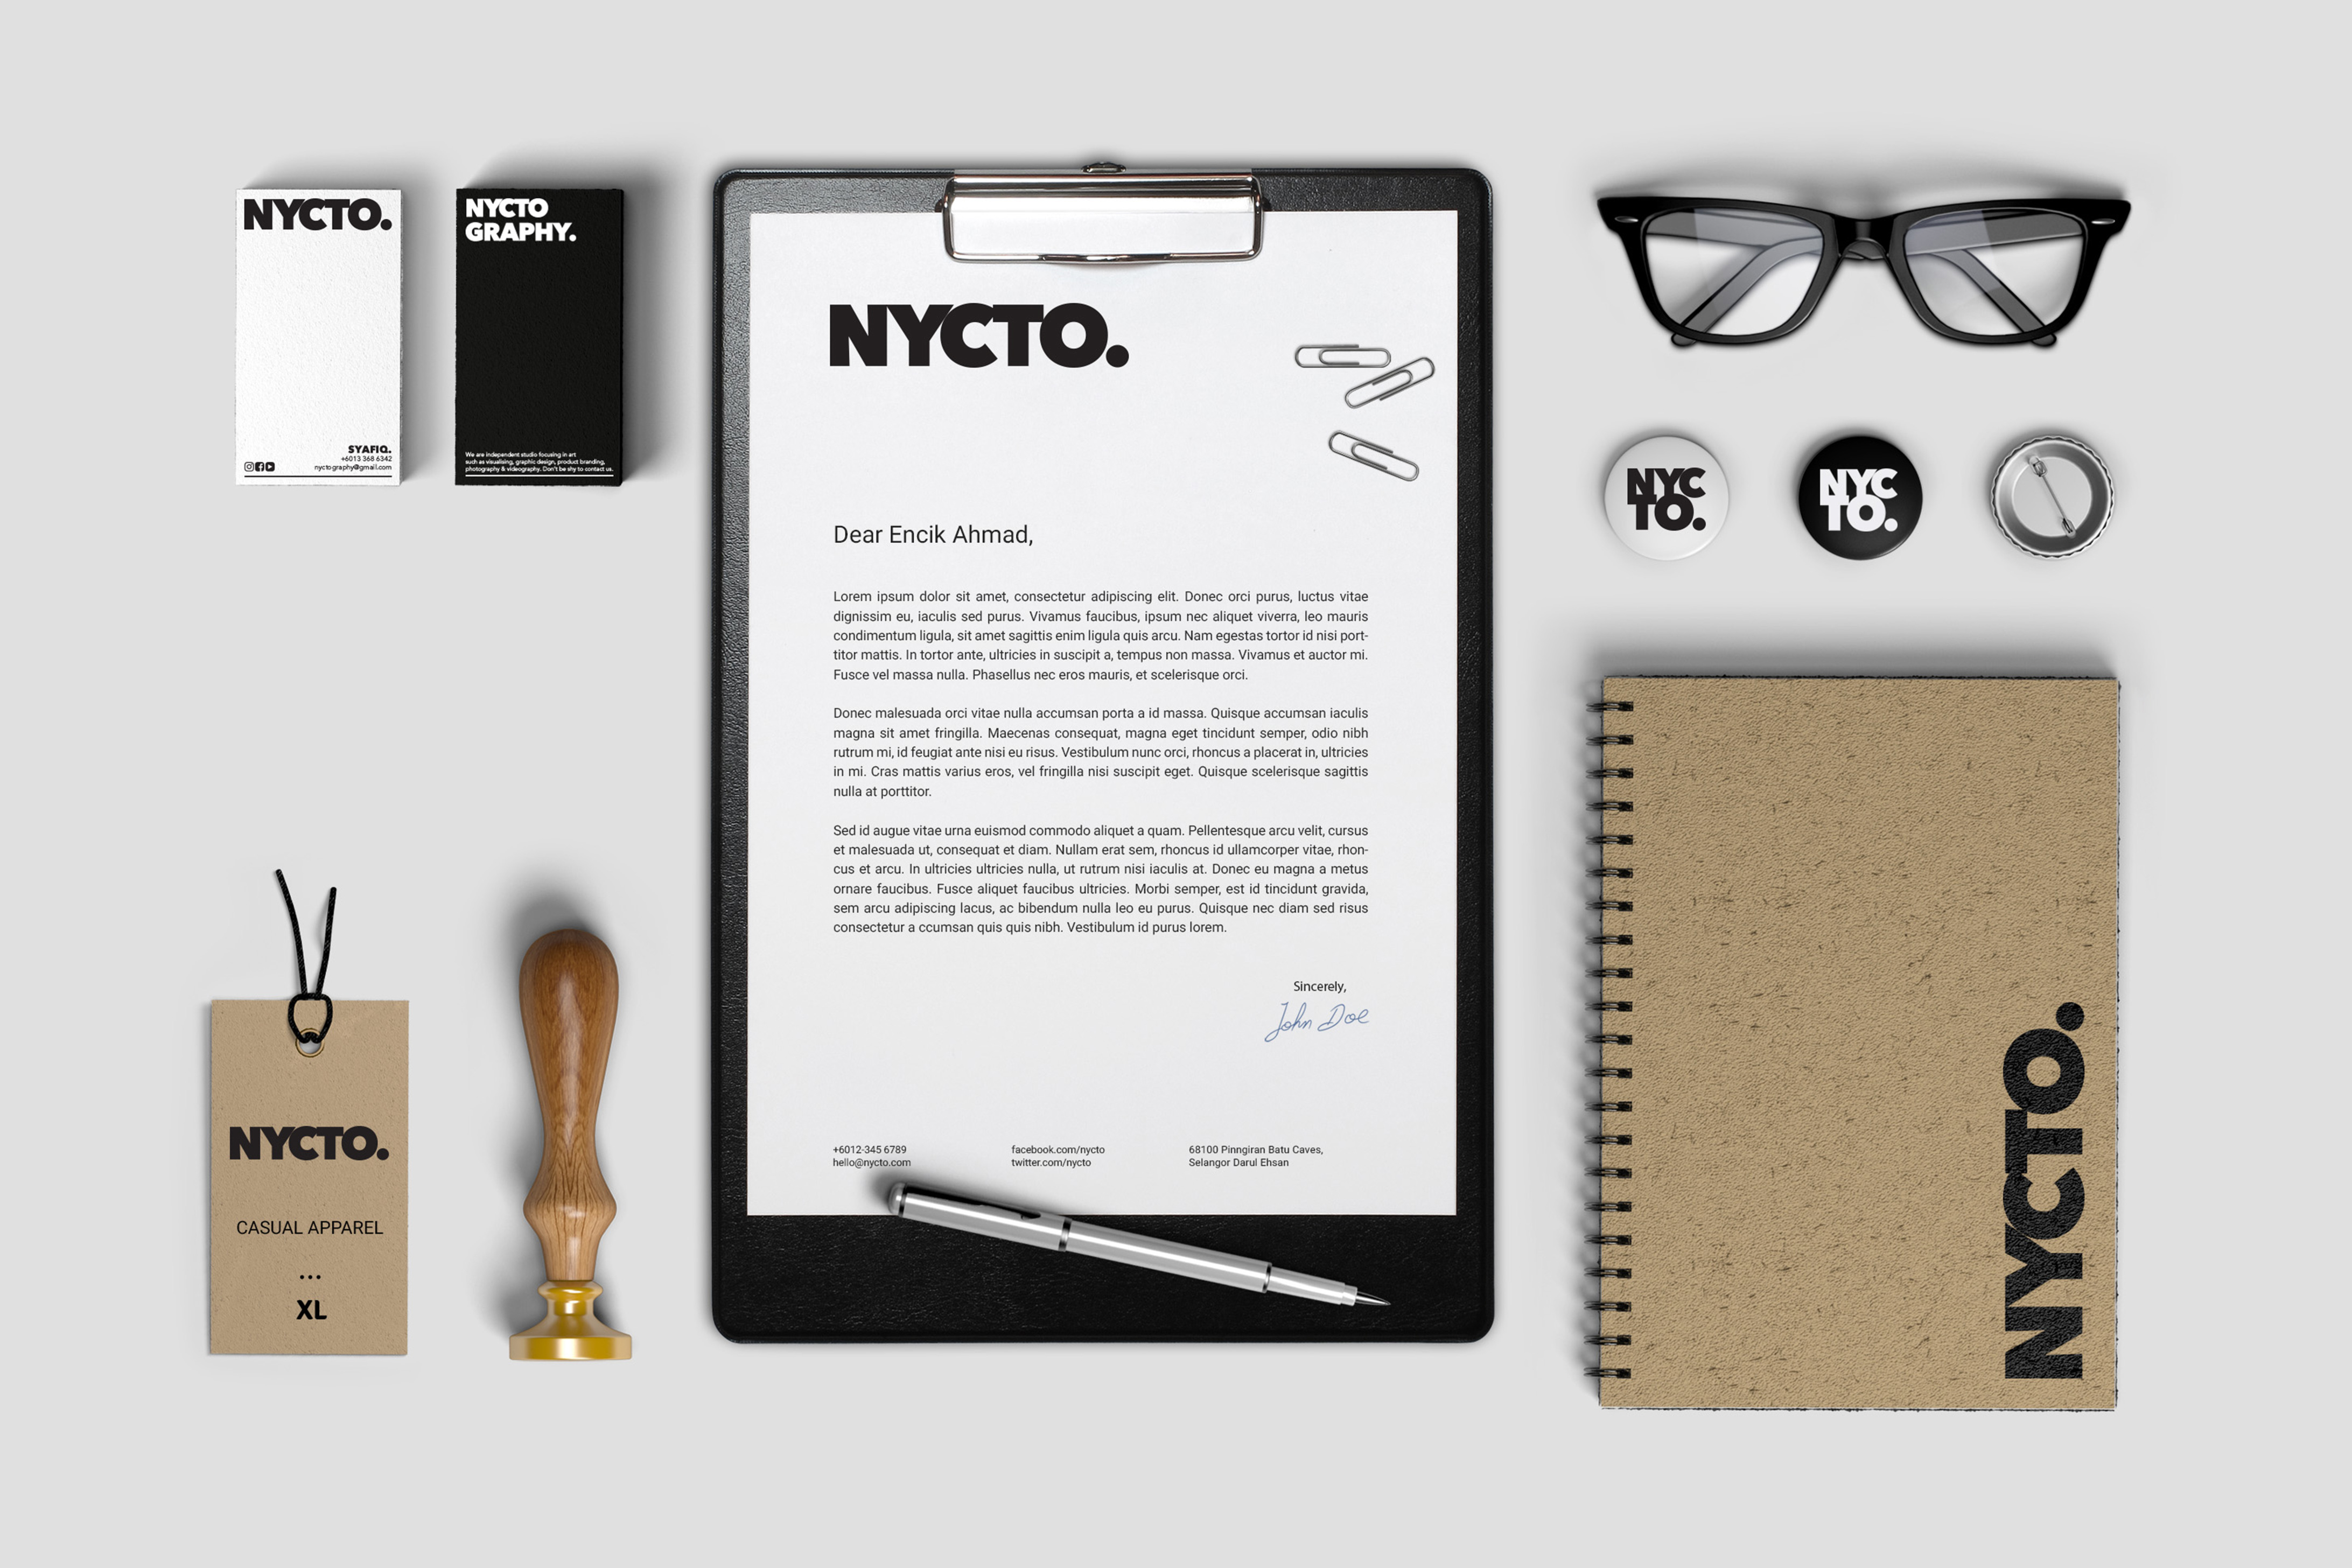 NYCTO.
SYAFIQ.
+6013 368 6342
nyctography@gmail.com
NYCTO
GRAPHY.
We are independent studio focusing in art
such as visualising, graphic design, product branding,
photography & videography. Don't be shy to contact us.
NYCTO.
Dear Encik Ahmad,
Lorem ipsum dolor sit amet, consectetur adipiscing elit. Donec orci purus, luctus vitae
dignissim eu, iaculis sed purus. Vivamus faucibus, ipsum nec aliquet viverra, leo mauris
condimentum ligula, sit amet sagittis enim ligula quis arcu. Nam egestas tortor id nisi port-
titor mattis. In tortor ante, ultricies in suscipit a, tempus non massa. Vivamus et auctor mi.
Fusce vel massa nulla. Phasellus nec eros mauris, et scelerisque orci.
Donec malesuada orci vitae nulla accumsan porta a id massa. Quisque accumsan iaculis
magna sit amet fringilla. Maecenas consequat, magna eget tincidunt semper, odio nibh
rutrum mi, id feugiat ante nisi eu risus. Vestibulum nunc orci, rhoncus a placerat in, ultricies
in mi. Cras mattis varius eros, vel fringilla nisi suscipit eget. Quisque scelerisque sagittis
nulla at porttitor.
Sed id augue vitae urna euismod commodo aliquet a quam. Pellentesque arcu velit, cursus
et malesuada ut, consequat et diam. Nullam erat sem, rhoncus id ullamcorper vitae, rhon-
cus et arcu. In ultricies ultricies nulla, ut rutrum nisi iaculis at. Donec eu magna a metus
ornare faucibus. Fusce aliquet faucibus ultricies. Morbi semper, est id tincidunt gravida,
sem arcu adipiscing lacus, ac bibendum nulla leo eu purus. Quisque nec diam sed risus
consectetur a ccumsan quis quis nibh. Vestibulum id purus lorem.
Sincerely,
John Doe
+6012-345 6789
hello@nycto.com
facebook.com/nycto
twitter.com/nycto
68100 Pinngiran Batu Caves,
Selangor Darul Ehsan
NYC
TO.
NYC
TO.
NYCTO.
CASUAL APPAREL
...
XL
NYCTO.